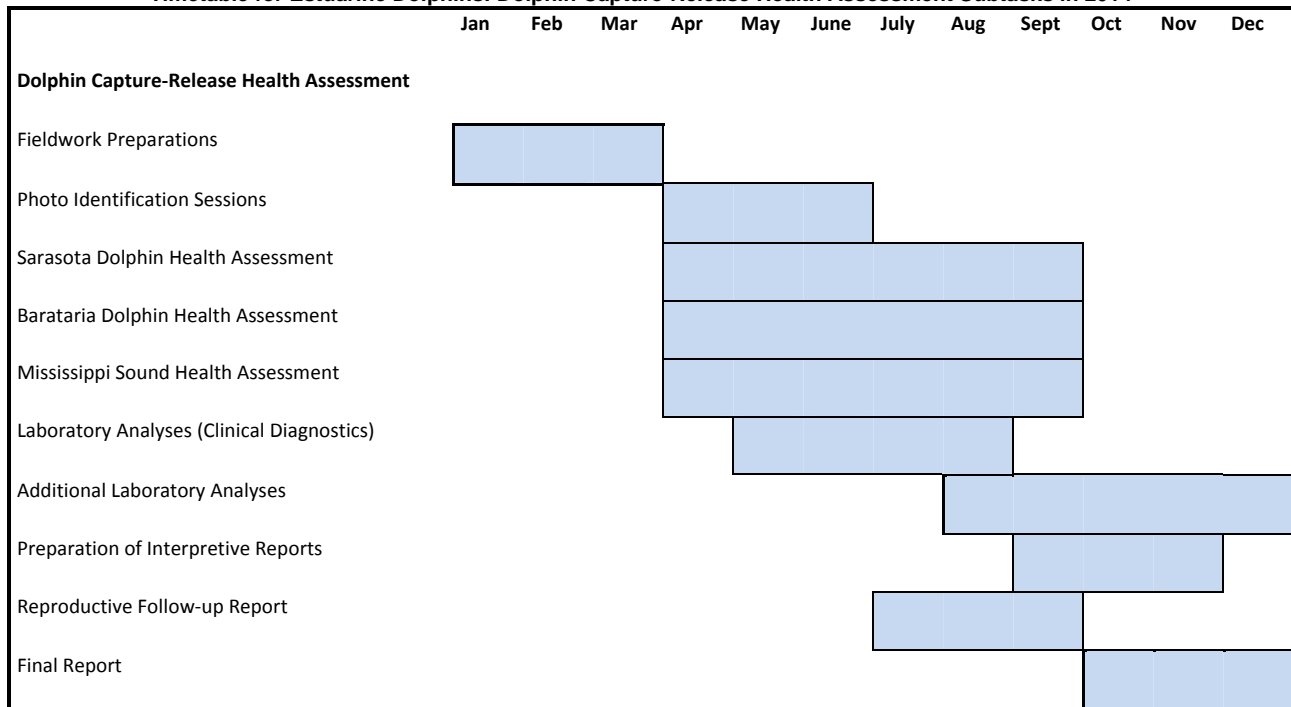 Jan Feb Mar Apr May June July Aug Sept Oct Nov Dec
Dolphin Capture-Release Health Assessment
Fieldwork Preparations
Photo Identification Sessions
Sarasota Dolphin Health Assessment
Barataria Dolphin Health Assessment
Mississippi Sound Health Assessment
Laboratory Analyses (Clinical Diagnostics)
Additional Laboratory Analyses
Preparation of Interpretive Reports
Reproductive Follow-up Report
Final Report